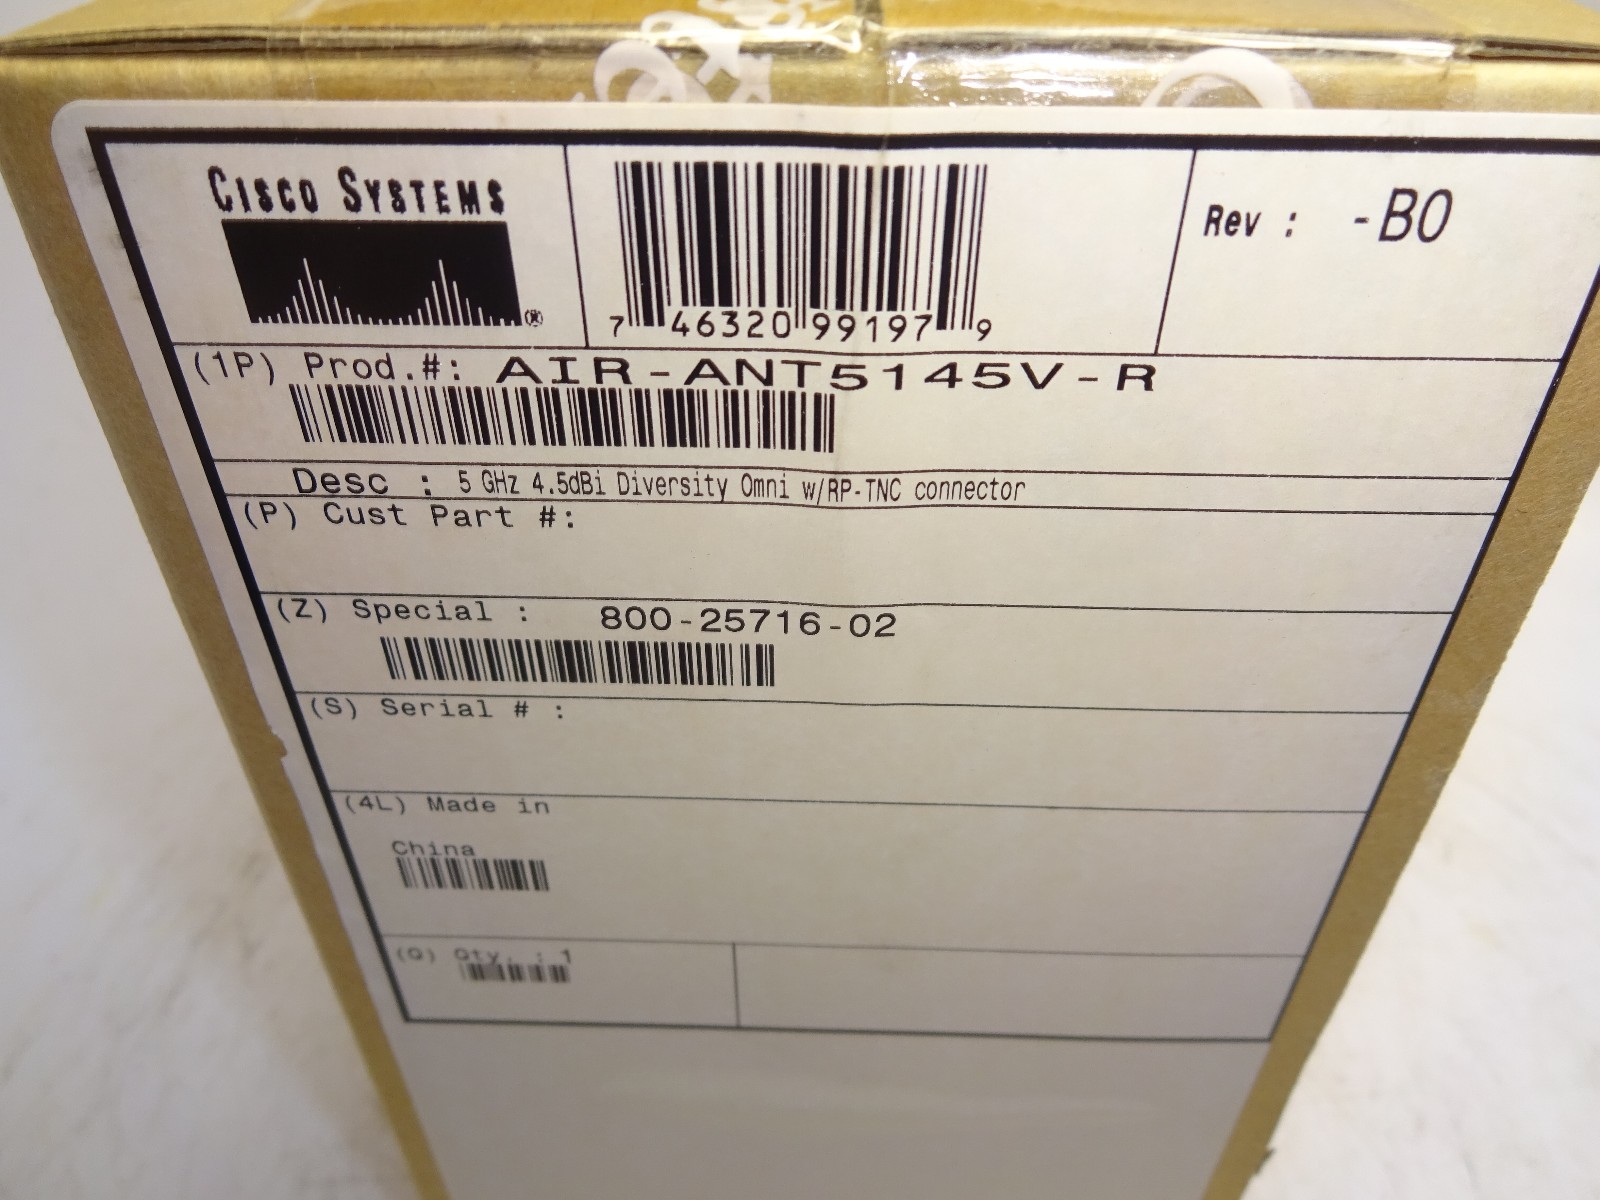 CISCO SYSTEMS
®
7 46320 99197 9
Rev : -B0
(1P) Prod.#: AIR-ANT5145V-R
Desc : 5 GHz 4.5dBi Diversity Omni w/RP-TNC connector
(P) Cust Part #:
(Z) Special : 800-25716-02
(S) Serial # :
(4L) Made in
China
(Q) Qty. : 1